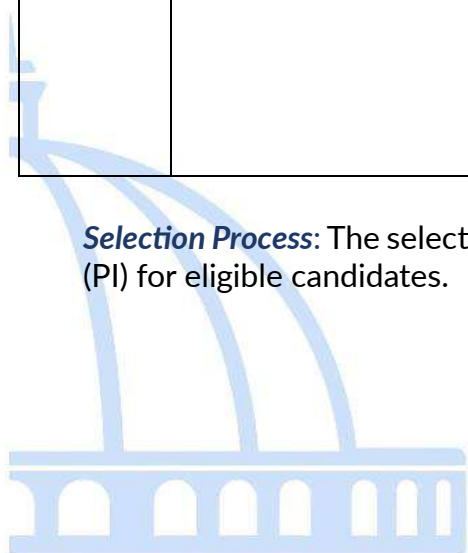 Selection Process: The select
(PI) for eligible candidates.